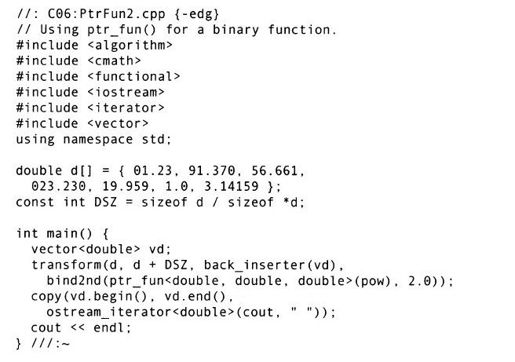 //: C06:PtrFun2.cpp {-edg}
// Using ptr_fun() for a binary function.
#include <algorithm>
#include <cmath>
#include <functional>
#include <iostream>
#include <iterator>
#include <vector>
using namespace std;

double d[] = { 01.23, 91.370, 56.661,
  023.230, 19.959, 1.0, 3.14159 };
const int DSZ = sizeof d / sizeof *d;

int main() {
  vector<double> vd;
  transform(d, d + DSZ, back_inserter(vd),
    bind2nd(ptr_fun<double, double, double>(pow), 2.0));
  copy(vd.begin(), vd.end(),
    ostream_iterator<double>(cout, " "));
  cout << endl;
} ///:~